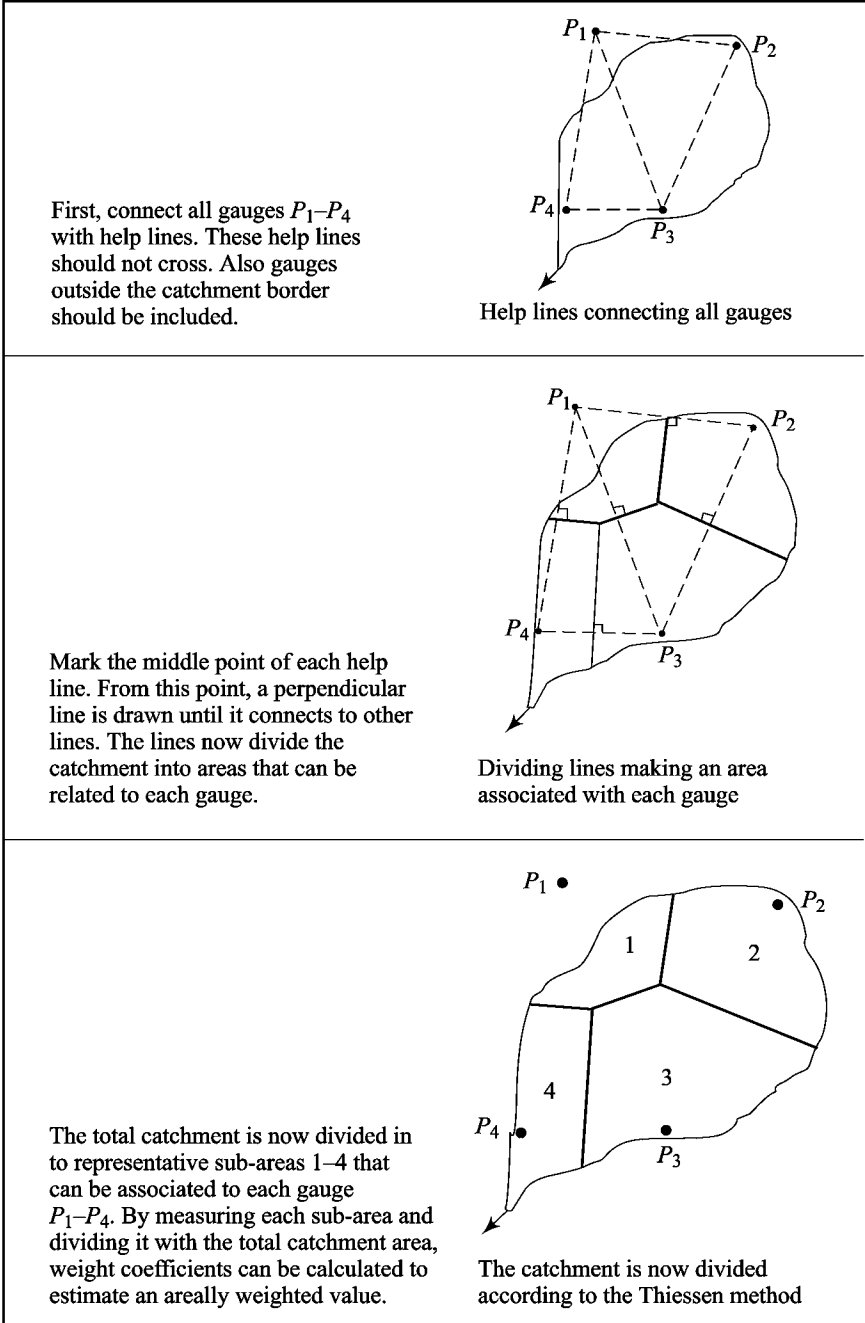 P1
P2
First, connect all gauges P1–P4
with help lines. These help lines
should not cross. Also gauges
outside the catchment border
should be included.
P4
P3
Help lines connecting all gauges
P1
P2
Mark the middle point of each help
line. From this point, a perpendicular
line is drawn until it connects to other
lines. The lines now divide the
catchment into areas that can be
related to each gauge.
P4
P3
Dividing lines making an area
associated with each gauge
P1
P2
1
2
3
4
The total catchment is now divided in
to representative sub-areas 1–4 that
can be associated to each gauge
P1–P4. By measuring each sub-area and
dividing it with the total catchment area,
weight coefficients can be calculated to
estimate an areally weighted value.
P4
P3
The catchment is now divided
according to the Thiessen method